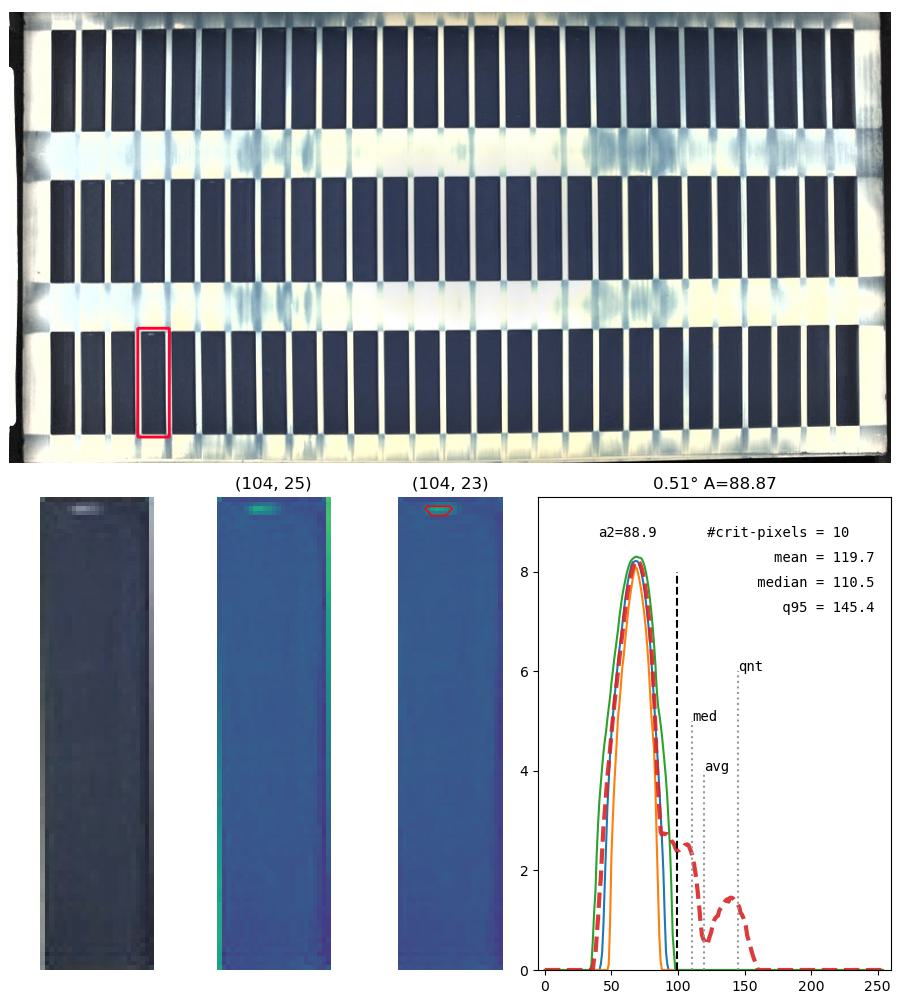 (104, 25)
(104, 23)
0.51° A=88.87
a2=88.9
#crit-pixels = 10
mean = 119.7
median = 110.5
q95 = 145.4
qnt
med
avg
8
6
4
2
0
0 50 100 150 200 250